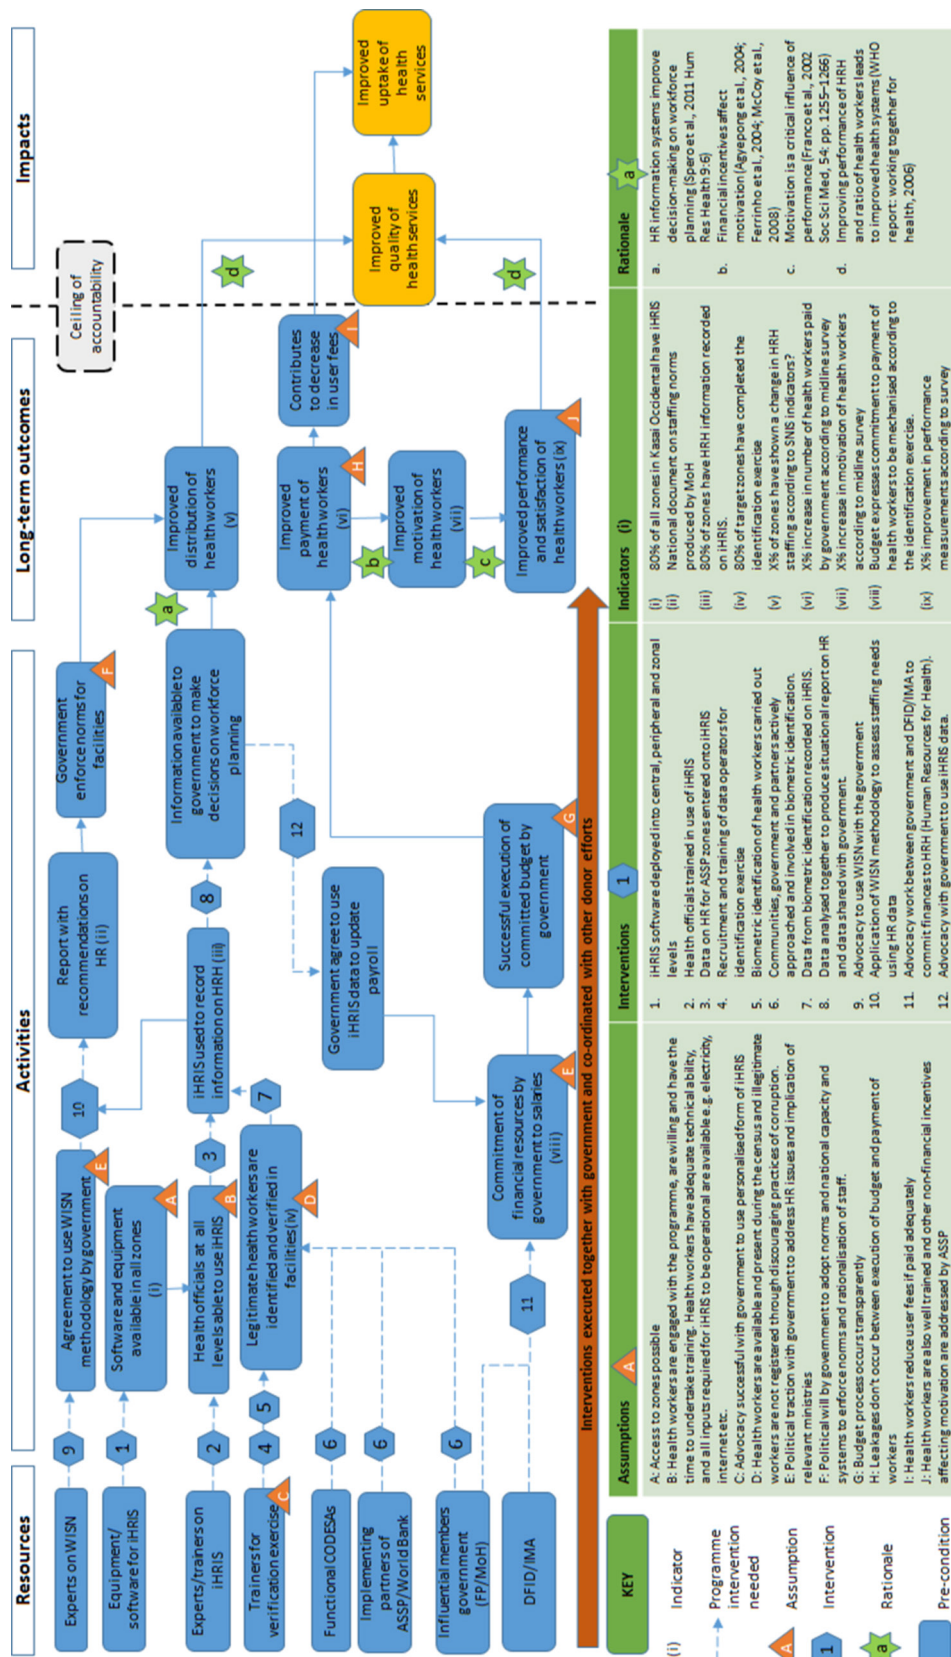 Resources
Activities
Long-term outcomes
Impacts
Ceiling of
accountability
Experts on WISN
Equipment/
software for iHRIS
Experts/trainers on
iHRIS
Trainers for
verification exercise
C
Functional CODESAs
Implementing
partners of
ASSP/World Bank
Influential members
government
(FP/MoH)
DFID/IMA
9
1
2
4
5
6
6
6
11
Agreement to use WISN
methodology by government
E
Software and equipment
available in all zones
(i)
A
Health officials at all
levels able to use iHRIS
B
Legitimate health workers are
identified and verified in
facilities (iv)
D
10
3
7
Report with
recommendations on
HR (ii)
iHRIS used to record
information on HRH (iii)
8
Government
enforce norms for
facilities
F
Information available to
government to make
decisions on workforce
planning
12
Government agree to use
iHRIS data to update
payroll
Commitment of
financial resources by
government to salaries
(viii)
E
Successful execution of
committed budget by
government
G
a
Improved
distribution of
health workers
(v)
Improved
payment of
health workers
(vi)
H
b
Improved
motivation of
health workers
(vii)
c
Improved performance
and satisfaction of
health workers (ix)
J
Contributes
to decrease
in user fees
I
d
d
Improved
quality of
health services
Improved
uptake of
health
services
Interventions executed together with government and co-ordinated with other donor efforts
KEY
(i)
Indicator
Programme
intervention
needed
A
Assumption
1
Intervention
a
Rationale
Pre-condition
Assumptions
A
A: Access to zones possible
B: Health workers are engaged with the programme, are willing and have the
time to undertake training. Health workers have adequate technical ability,
and all inputs required for iHRIS to be operational are available e.g. electricity,
internet etc.
C: Advocacy successful with government to use personalised form of iHRIS
D: Health workers are available and present during the census and illegitimate
workers are not registered through discouraging practices of corruption.
E: Political traction with government to address HR issues and implication of
relevant ministries
F: Political will by government to adopt norms and national capacity and
systems to enforce norms and rationalisation of staff.
G: Budget process occurs transparently
H: Leakages don't occur between execution of budget and payment of
workers
I: Health workers reduce user fees if paid adequately
J: Health workers are also well trained and other non-financial incentives
affecting motivation are addressed by ASSP
Interventions
1
1. iHRIS software deployed into central, peripheral and zonal
levels
2. Health officials trained in use of iHRIS
3. Data on HR for ASSP zones entered onto iHRIS
4. Recruitment and training of data operators for
identification exercise
5. Biometric identification of health workers carried out
6. Communities, government and partners actively
approached and involved in biometric identification.
7. Data from biometric identification recorded on iHRIS.
8. Data analysed together to produce situational report on HR
and data shared with government.
9. Advocacy to use WISN with the government
10. Application of WISN methodology to assess staffing needs
using HR data
11. Advocacy work between government and DFID/IMA to
commit finances to HRH (Human Resources for Health).
12. Advocacy with government to use iHRIS data.
Indicators (i)
(i) 80% of all zones in Kasai Occidental have iHRIS
(ii) National document on staffing norms
produced by MoH
(iii) 80% of zones have HRH information recorded
on iHRIS.
(iv) 80% of target zones have completed the
identification exercise
(v) X% of zones have shown a change in HRH
staffing according to SNIS indicators?
(vi) X% increase in number of health workers paid
by government according to midline survey
(vii) X% increase in motivation of health workers
according to midline survey
(viii) Budget expresses commitment to payment of
health workers to be mechanised according to
the identification exercise.
(ix) X% improvement in performance
measurements according to survey
Rationale
a
a. HR information systems improve
decision-making on workforce
planning (Spero et al., 2011 Hum
Res Health 9:6)
b. Financial incentives affect
motivation (Agyepong et al., 2004;
Ferrinho et al., 2004; McCoy et al.,
2008)
c. Motivation is a critical influence of
performance (Franco et al., 2002
Soc Sci Med, 54: pp. 1255–1266)
d. Improving performance of HRH
and ratio of health workers leads
to improved health systems (WHO
report: working together for
health, 2006)